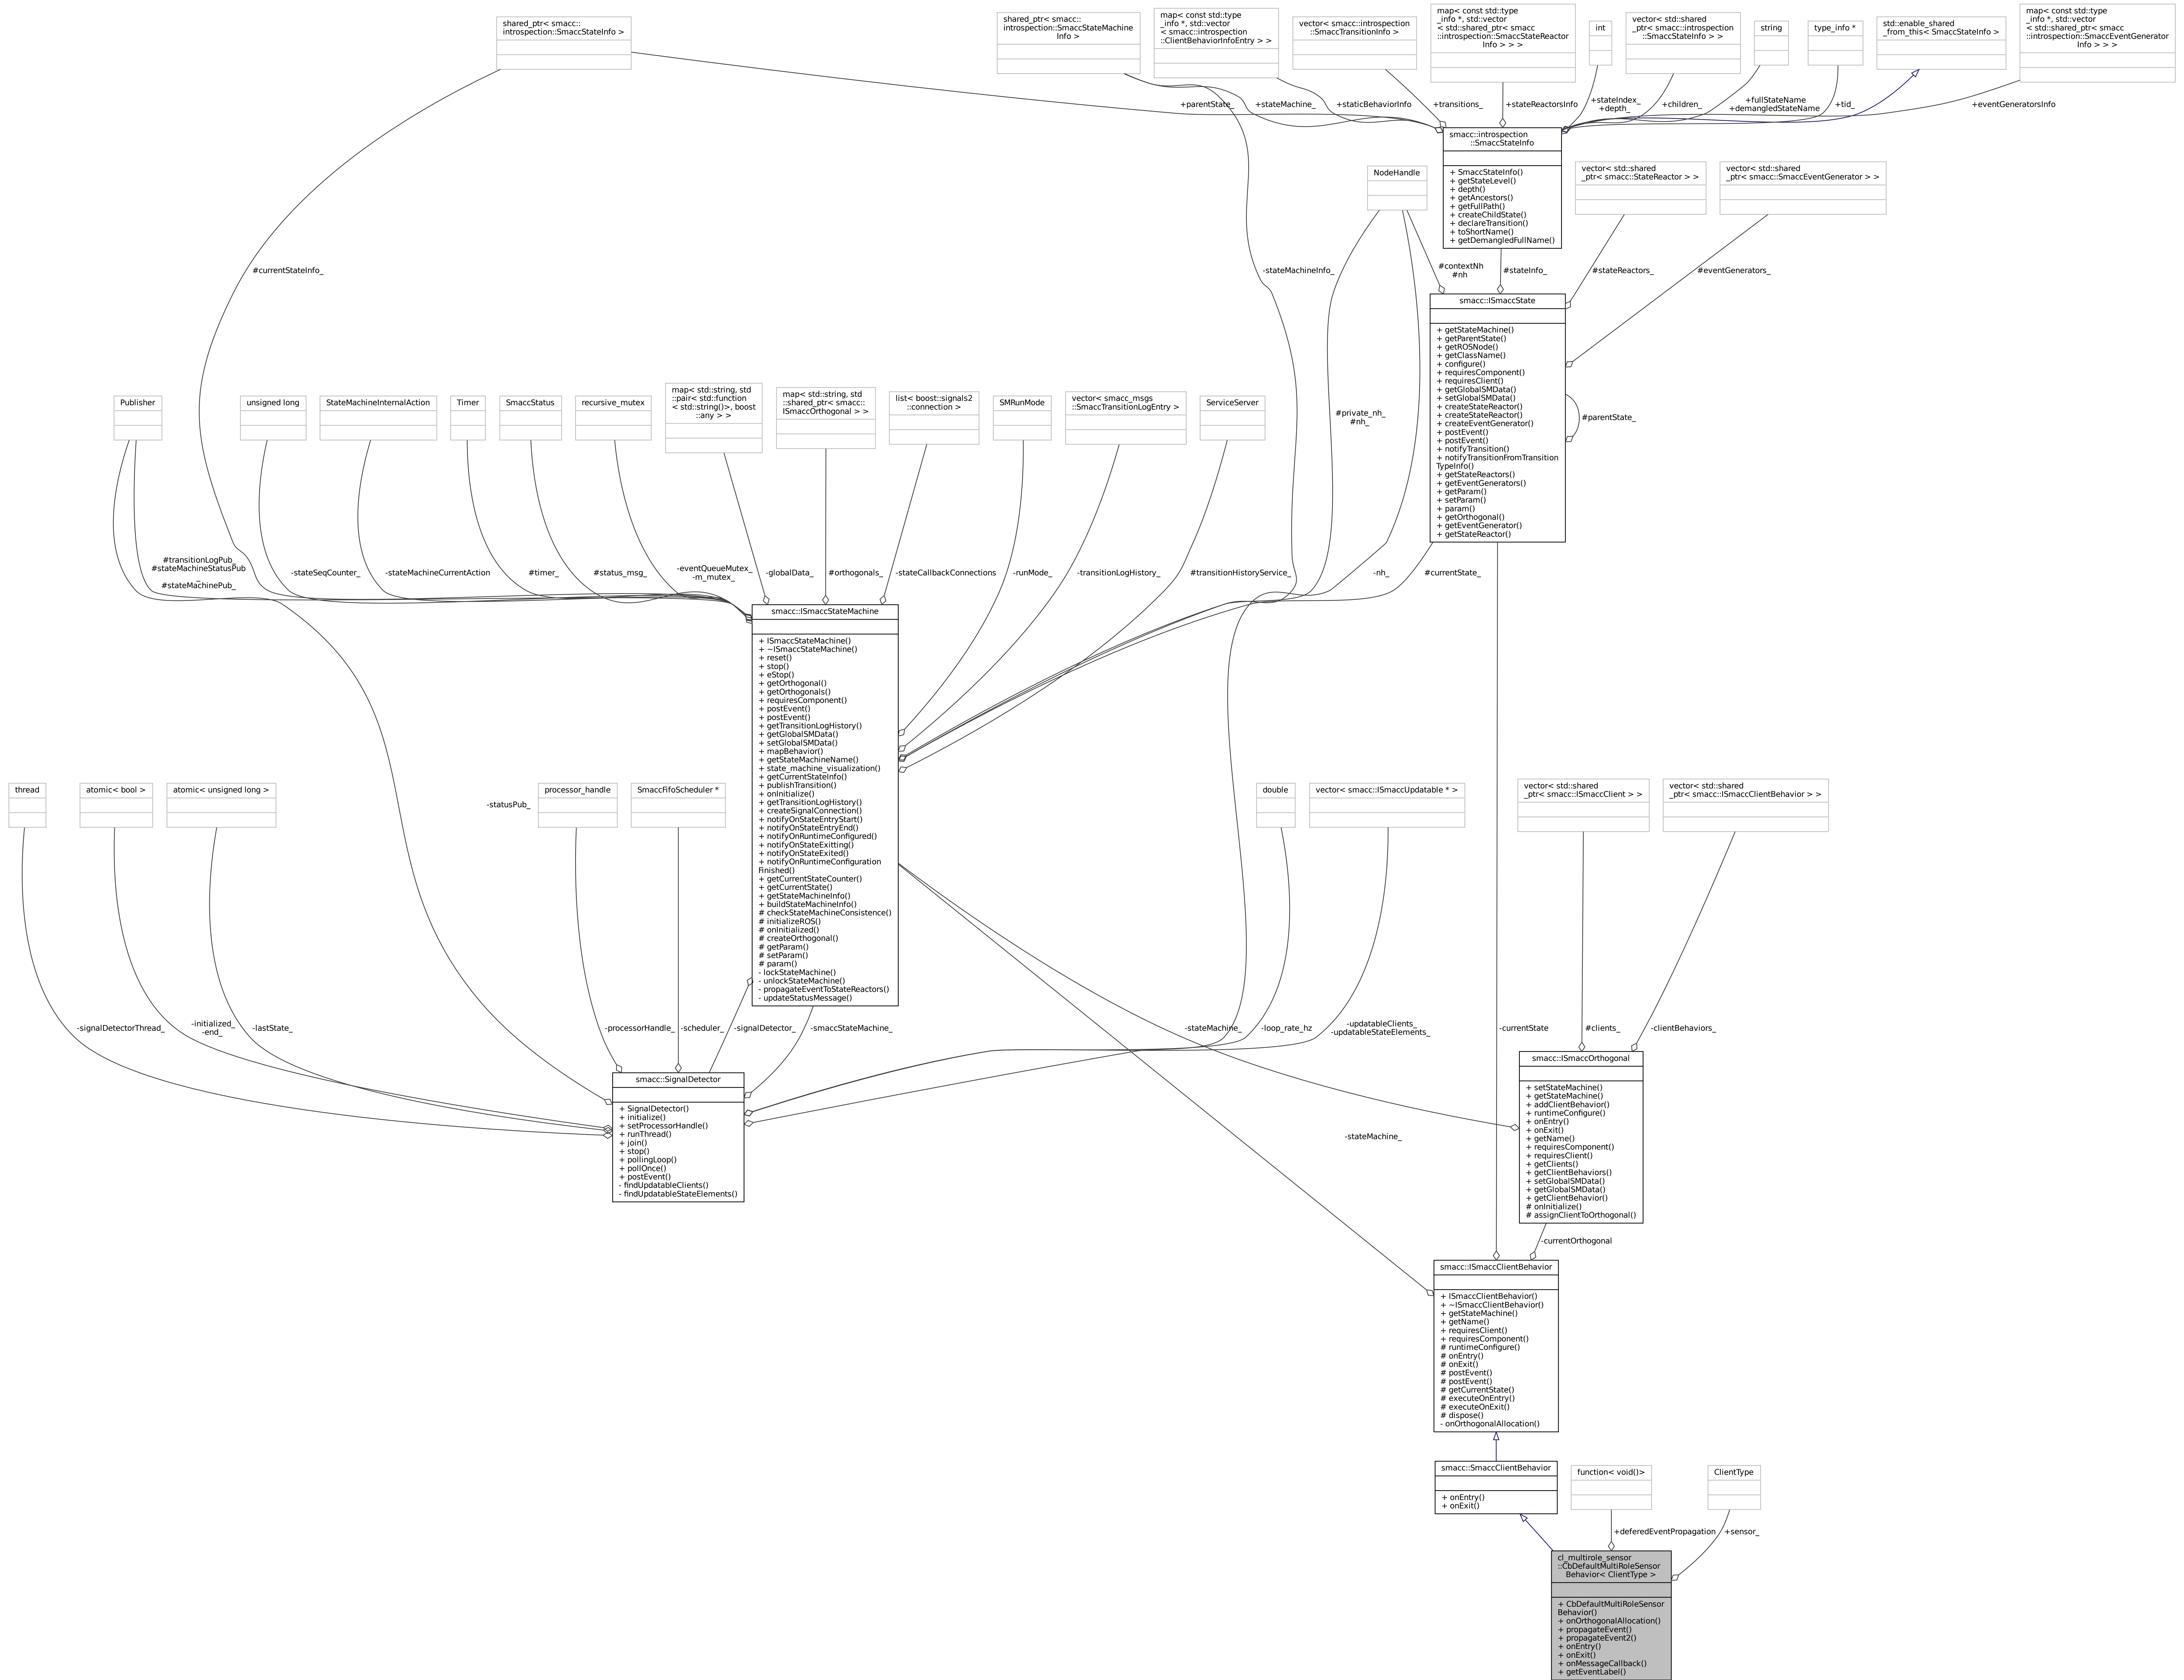 shared_ptr< smacc::
introspection::SmaccStateInfo >
shared_ptr< smacc::
introspection::SmaccStateMachine
Info >
map< const std::type
_info *, std::vector
< smacc::introspection
::ClientBehaviorInfoEntry > >
vector< smacc::introspection
::SmaccTransitionInfo >
map< const std::type
_info *, std::vector
< std::shared_ptr< smacc
::introspection::SmaccStateReactor
Info > > >
int
vector< std::shared
_ptr< smacc::introspection
::SmaccStateInfo > >
string
type_info *
std::enable_shared
_from_this< SmaccStateInfo >
map< const std::type
_info *, std::vector
< std::shared_ptr< smacc
::introspection::SmaccEventGenerator
Info > > >
+parentState_
+stateMachine_
+staticBehaviorInfo
+transitions_
+stateReactorsInfo
+stateIndex_
+depth_
+children_
+fullStateName
+demangledStateName
+tid_
+eventGeneratorsInfo
smacc::introspection
::SmaccStateInfo
+ SmaccStateInfo()
+ getStateLevel()
+ depth()
+ getAncestors()
+ getFullPath()
+ createChildState()
+ declareTransition()
+ toShortName()
+ getDemangledFullName()
NodeHandle
vector< std::shared
_ptr< smacc::StateReactor > >
vector< std::shared
_ptr< smacc::SmaccEventGenerator > >
#currentStateInfo_
-stateMachineInfo_
#contextNh
#nh
#stateInfo_
#stateReactors_
#eventGenerators_
smacc::ISmaccState
+ getStateMachine()
+ getParentState()
+ getROSNode()
+ getClassName()
+ configure()
+ requiresComponent()
+ requiresClient()
+ getGlobalSMData()
+ setGlobalSMData()
+ createStateReactor()
+ createStateReactor()
+ createEventGenerator()
+ postEvent()
+ postEvent()
+ notifyTransition()
+ notifyTransitionFromTransition
TypeInfo()
+ getStateReactors()
+ getEventGenerators()
+ getParam()
+ setParam()
+ param()
+ getOrthogonal()
+ getEventGenerator()
+ getStateReactor()
#parentState_
#private_nh_
#nh_
Publisher
unsigned long
StateMachineInternalAction
Timer
SmaccStatus
recursive_mutex
map< std::string, std
::pair< std::function
< std::string()>, boost
::any > >
map< std::string, std
::shared_ptr< smacc::
ISmaccOrthogonal > >
list< boost::signals2
::connection >
SMRunMode
vector< smacc_msgs
::SmaccTransitionLogEntry >
ServiceServer
#transitionLogPub_
#stateMachineStatusPub
_
#stateMachinePub_
-stateSeqCounter_
-stateMachineCurrentAction
#timer_
#status_msg_
-eventQueueMutex_
-m_mutex_
-globalData_
#orthogonals_
-stateCallbackConnections
-runMode_
-transitionLogHistory_
#transitionHistoryService_
-nh_
#currentState_
smacc::ISmaccStateMachine
+ ISmaccStateMachine()
+ ~ISmaccStateMachine()
+ reset()
+ stop()
+ eStop()
+ getOrthogonal()
+ getOrthogonals()
+ requiresComponent()
+ postEvent()
+ postEvent()
+ getTransitionLogHistory()
+ getGlobalSMData()
+ setGlobalSMData()
+ mapBehavior()
+ getStateMachineName()
+ state_machine_visualization()
+ getCurrentStateInfo()
+ publishTransition()
+ onInitialize()
+ getTransitionLogHistory()
+ createSignalConnection()
+ notifyOnStateEntryStart()
+ notifyOnStateEntryEnd()
+ notifyOnRuntimeConfigured()
+ notifyOnStateExitting()
+ notifyOnStateExited()
+ notifyOnRuntimeConfiguration
Finished()
+ getCurrentStateCounter()
+ getCurrentState()
+ getStateMachineInfo()
+ buildStateMachineInfo()
# checkStateMachineConsistence()
# initializeROS()
# onInitialized()
# createOrthogonal()
# getParam()
# setParam()
# param()
- lockStateMachine()
- unlockStateMachine()
- propagateEventToStateReactors()
- updateStatusMessage()
thread
atomic< bool >
atomic< unsigned long >
-statusPub_
processor_handle
SmaccFifoScheduler *
double
vector< smacc::ISmaccUpdatable * >
vector< std::shared
_ptr< smacc::ISmaccClient > >
vector< std::shared
_ptr< smacc::ISmaccClientBehavior > >
-signalDetectorThread_
-initialized_
-end_
-lastState_
-processorHandle_
-scheduler_
-signalDetector_
-smaccStateMachine_
-stateMachine_
-loop_rate_hz
-updatableClients_
-updatableStateElements_
-currentState
#clients_
-clientBehaviors_
smacc::SignalDetector
+ SignalDetector()
+ initialize()
+ setProcessorHandle()
+ runThread()
+ join()
+ stop()
+ pollingLoop()
+ pollOnce()
+ postEvent()
- findUpdatableClients()
- findUpdatableStateElements()
smacc::ISmaccOrthogonal
+ setStateMachine()
+ getStateMachine()
+ addClientBehavior()
+ runtimeConfigure()
+ onEntry()
+ onExit()
+ getName()
+ requiresComponent()
+ requiresClient()
+ getClients()
+ getClientBehaviors()
+ setGlobalSMData()
+ getGlobalSMData()
+ getClientBehavior()
# onInitialize()
# assignClientToOrthogonal()
-stateMachine_
-currentOrthogonal
smacc::ISmaccClientBehavior
+ ISmaccClientBehavior()
+ ~ISmaccClientBehavior()
+ getStateMachine()
+ getName()
+ requiresClient()
+ requiresComponent()
# runtimeConfigure()
# onEntry()
# onExit()
# postEvent()
# postEvent()
# getCurrentState()
# executeOnEntry()
# executeOnExit()
# dispose()
- onOrthogonalAllocation()
smacc::SmaccClientBehavior
+ onEntry()
+ onExit()
function< void()>
ClientType
+deferedEventPropagation
+sensor_
cl_multirole_sensor
::CbDefaultMultiRoleSensor
Behavior< ClientType >
+ CbDefaultMultiRoleSensor
Behavior()
+ onOrthogonalAllocation()
+ propagateEvent()
+ propagateEvent2()
+ onEntry()
+ onExit()
+ onMessageCallback()
+ getEventLabel()